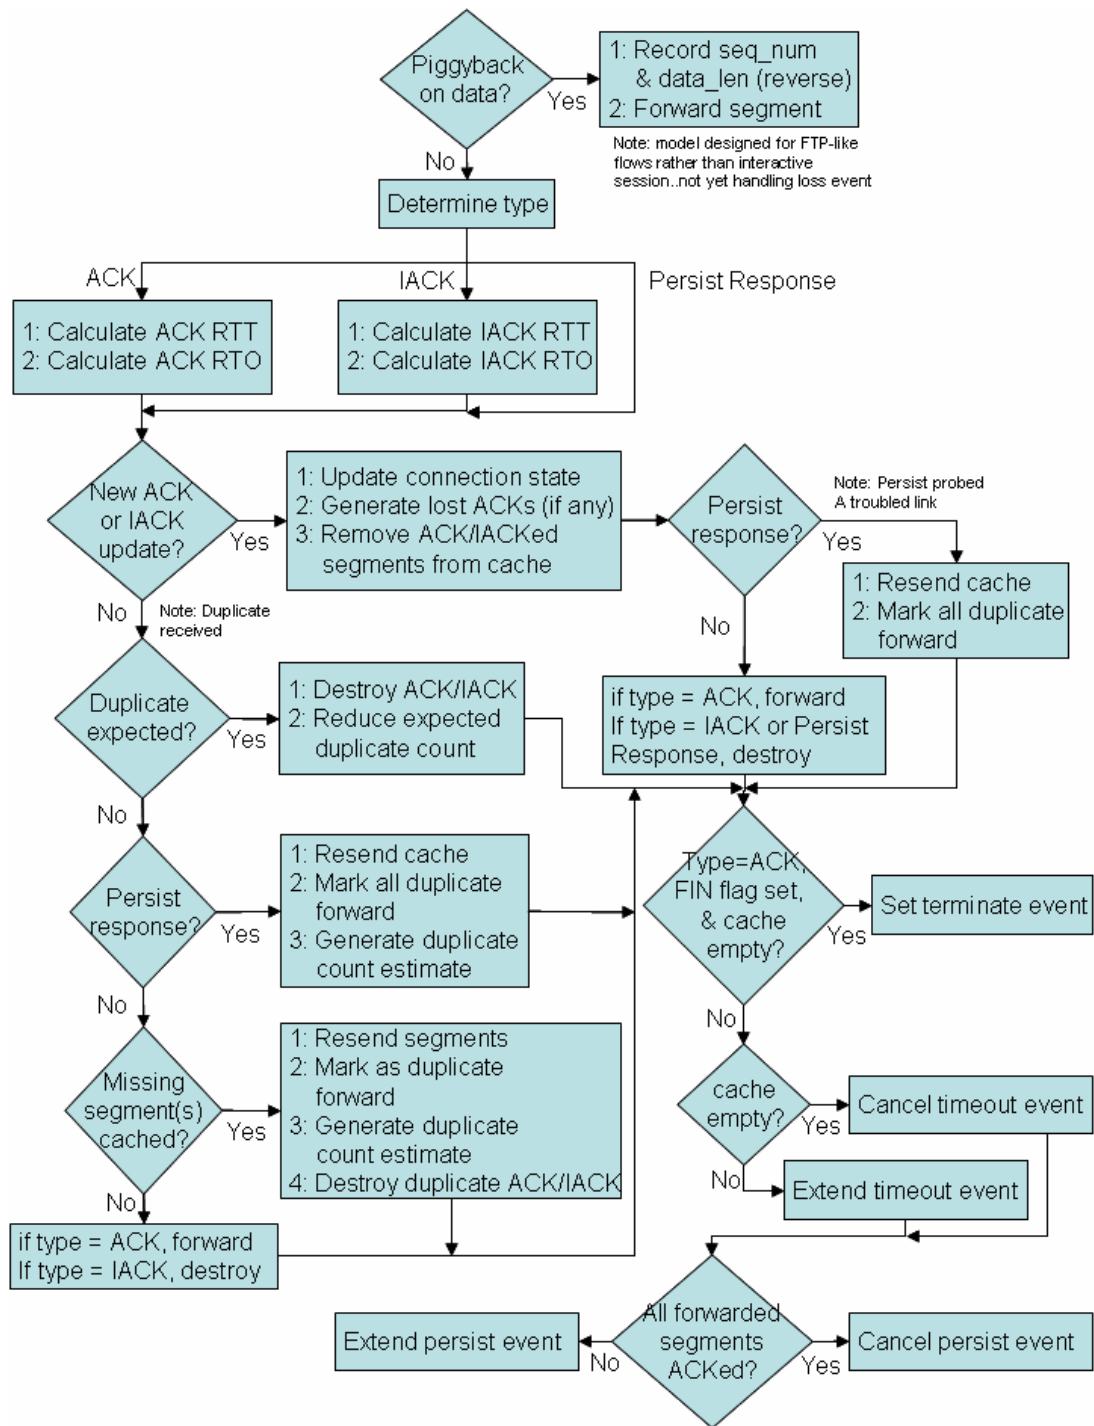 Piggyback
on data?
Yes
1: Record seq_num
& data_len (reverse)
2: Forward segment
Note: model designed for FTP-like
flows rather than interactive
session..not yet handling loss event
No
Determine type
ACK
IACK
Persist Response
1: Calculate ACK RTT
2: Calculate ACK RTO
1: Calculate IACK RTT
2: Calculate IACK RTO
New ACK
or IACK
update?
Yes
1: Update connection state
2: Generate lost ACKs (if any)
3: Remove ACK/IACKed
segments from cache
Persist
response?
Note: Persist probed
A troubled link
Yes
1: Resend cache
2: Mark all duplicate
forward
No
Note: Duplicate
received
No
if type = ACK, forward
If type = IACK or Persist
Response, destroy
Duplicate
expected?
Yes
1: Destroy ACK/IACK
2: Reduce expected
duplicate count
No
Persist
response?
Yes
1: Resend cache
2: Mark all duplicate
forward
3: Generate duplicate
count estimate
Type=ACK,
FIN flag set,
& cache
empty?
Yes
Set terminate event
No
No
Missing
segment(s)
cached?
Yes
1: Resend segments
2: Mark as duplicate
forward
3: Generate duplicate
count estimate
4: Destroy duplicate ACK/IACK
cache
empty?
Yes
Cancel timeout event
No
Extend timeout event
No
if type = ACK, forward
If type = IACK, destroy
All forwarded
segments
ACKed?
No
Extend persist event
Yes
Cancel persist event